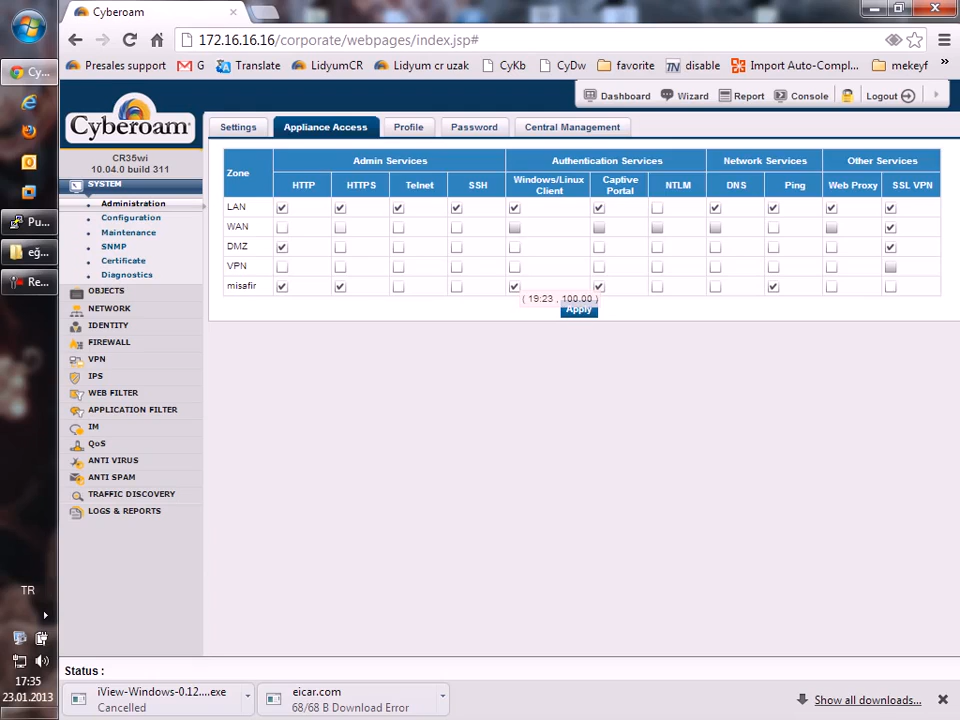 Cyberoam
172.16.16.16/corporate/webpages/index.jsp#
Presales support
G
Translate
LidyumCR
Lidyum cr uzak
CyKb
CyDw
favorite
disable
Import Auto-Compl...
mekeyf
»
Dashboard
Wizard
Report
Console
Logout
Cyberoam
Settings
Appliance Access
Profile
Password
Central Management
CR35wi
10.04.0 build 311
SYSTEM
Administration
Configuration
Maintenance
SNMP
Certificate
Diagnostics
OBJECTS
NETWORK
IDENTITY
FIREWALL
VPN
IPS
WEB FILTER
APPLICATION FILTER
IM
QoS
ANTI VIRUS
ANTI SPAM
TRAFFIC DISCOVERY
LOGS & REPORTS
Zone
Admin Services
Authentication Services
Network Services
Other Services
HTTP
HTTPS
Telnet
SSH
Windows/Linux
Client
Captive
Portal
NTLM
DNS
Ping
Web Proxy
SSL VPN
LAN
WAN
DMZ
VPN
misafir
( 19:23 , 100.00 )
Apply
Cy...
Pu...
eğ...
Re...
TR
17:35
23.01.2013
Status :
iView-Windows-0.12....exe
Cancelled
eicar.com
68/68 B Download Error
Show all downloads...